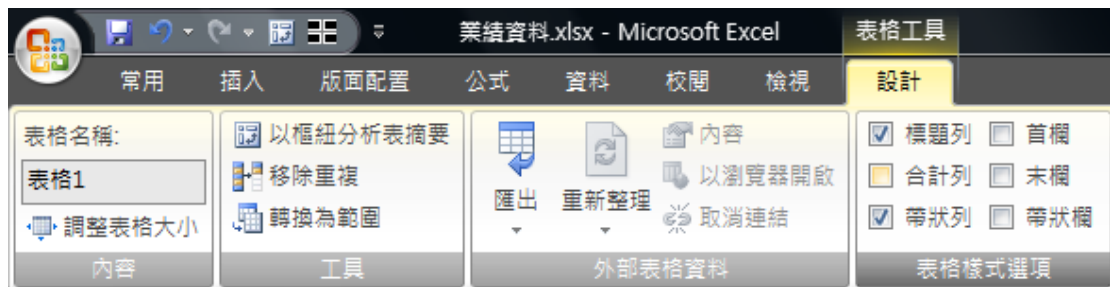 業績資料.xlsx - Microsoft Excel
表格工具
常用 插入 版面配置 公式 資料 校閱 檢視 設計
表格名稱:
表格1
調整表格大小
內容
以樞紐分析表摘要
移除重複
轉換為範圍
工具
匯出
重新整理
內容
以瀏覽器開啟
取消連結
外部表格資料
標題列 首欄
合計列 末欄
帶狀列 帶狀欄
表格樣式選項